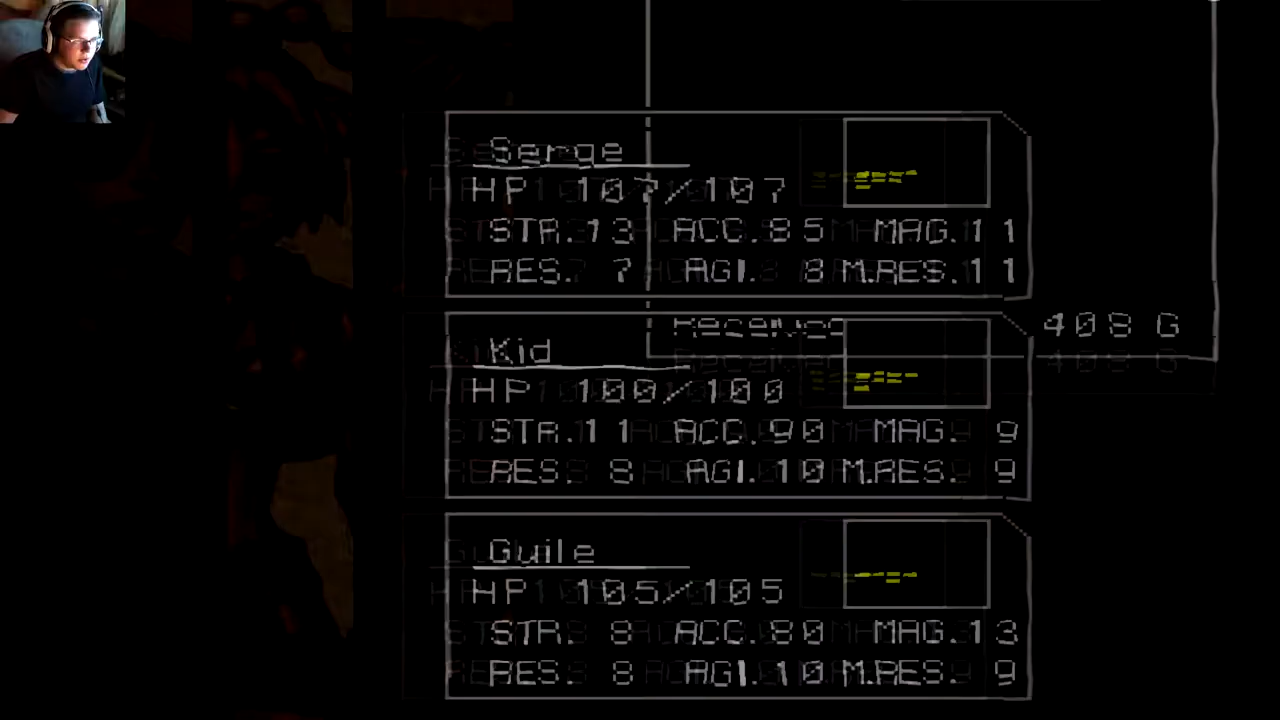 Serge
HP 107/107
STR. 13 ACC. 85 MAG. 11
RES. 7 AGI. 8 M.RES. 11
Received 408 G
Kid
HP 100/100
STR. 11 ACC. 90 MAG. 9
RES. 8 AGI. 10 M.RES. 9
Guile
HP 105/105
STR. 8 ACC. 80 MAG. 13
RES. 8 AGI. 10 M.RES. 9